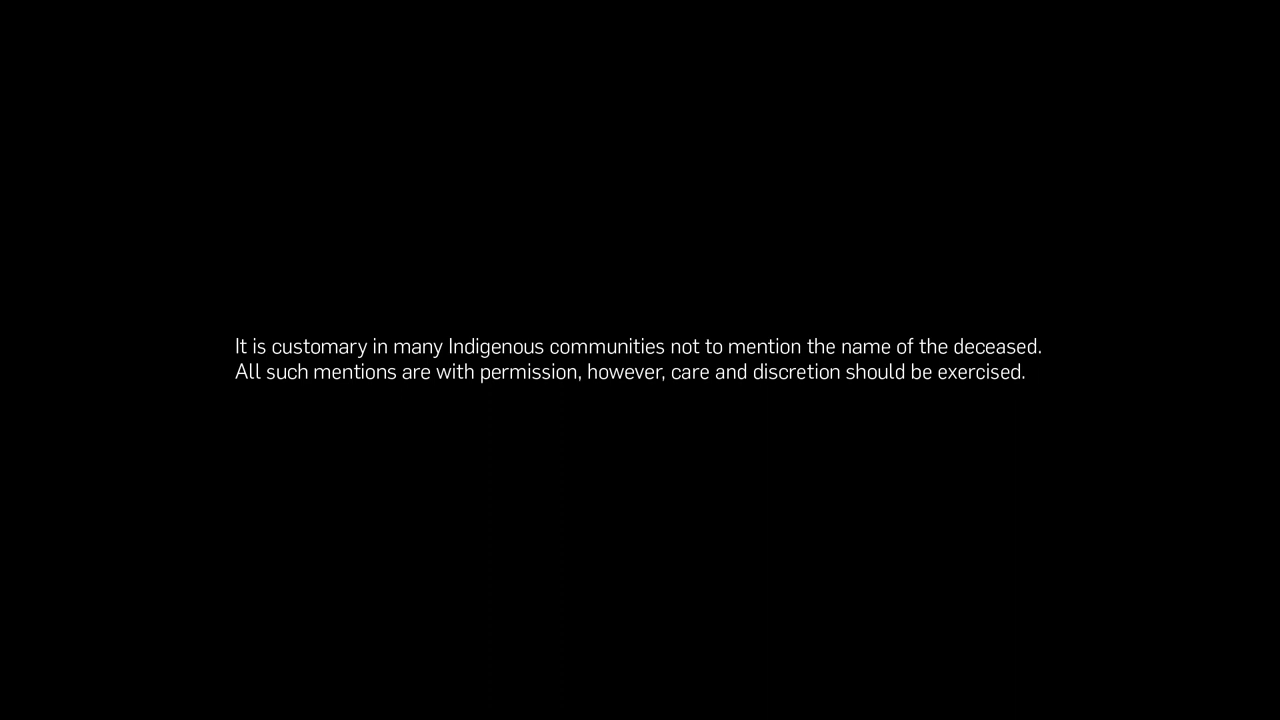 It is customary in many Indigenous communities not to mention the name of the deceased.
All such mentions are with permission, however, care and discretion should be exercised.